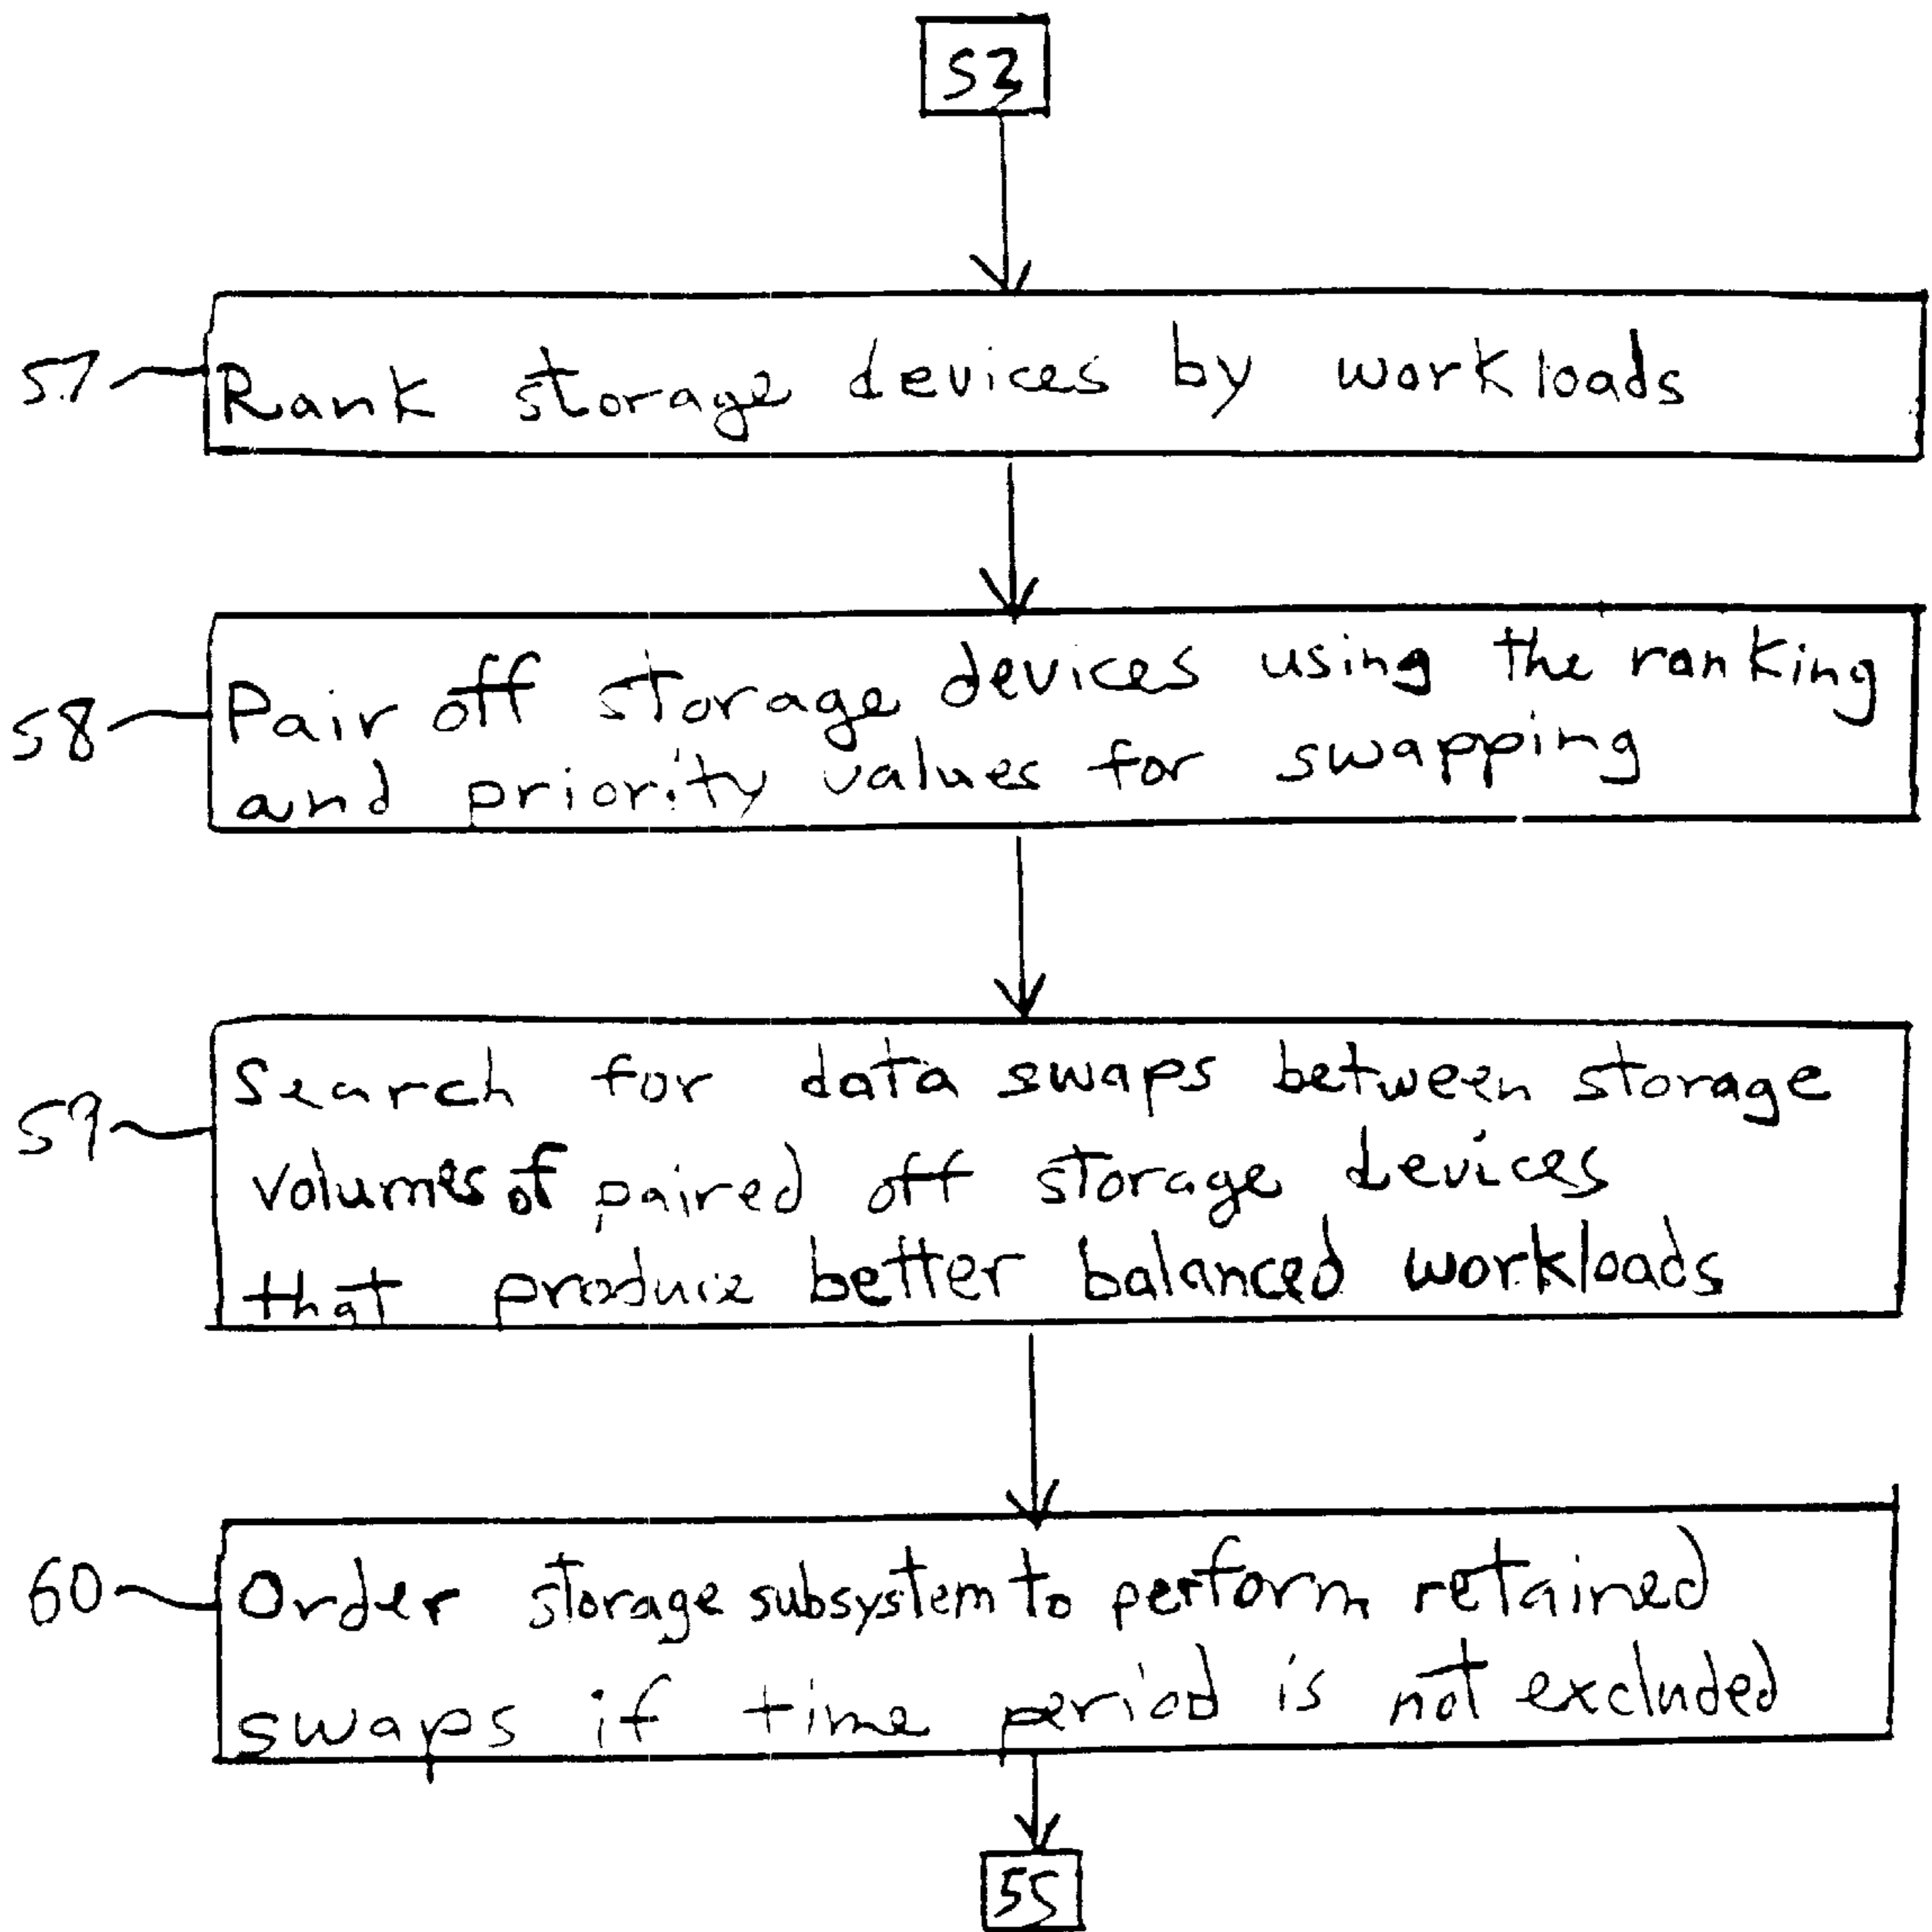 53
57
Rank storage devices by workloads
58
Pair off storage devices using the ranking
and priority values for swapping
59
Search for data swaps between storage
volumes of paired off storage devices
that produce better balanced workloads
60
Order storage subsystem to perform retained
swaps if time period is not excluded
55